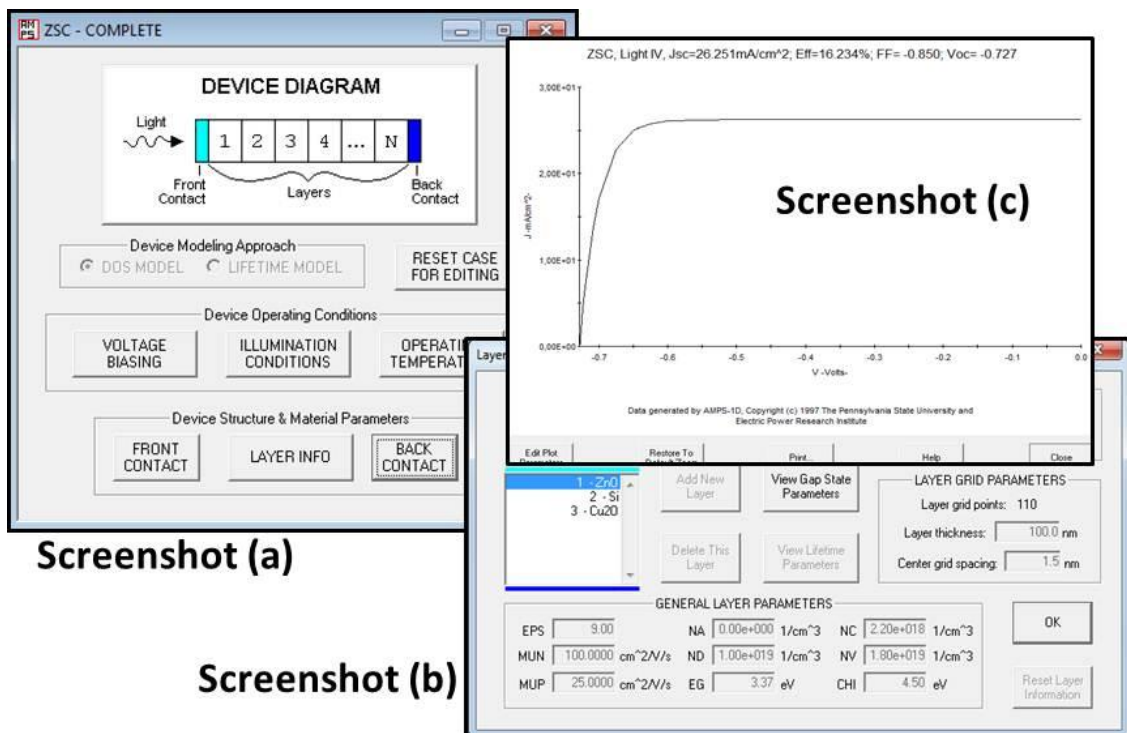 AMPS
ZSC - COMPLETE
DEVICE DIAGRAM
Light
1 2 3 4 ... N
Front Contact
Layers
Back Contact
Device Modeling Approach
DOS MODEL
LIFETIME MODEL
RESET CASE
FOR EDITING
Device Operating Conditions
VOLTAGE
BIASING
ILLUMINATION
CONDITIONS
OPERATI
TEMPERAT
Device Structure & Material Parameters
FRONT
CONTACT
LAYER INFO
BACK
CONTACT
Screenshot (a)
ZSC, Light IV, Jsc=26.251mA/cm^2; Eff=16.234%; FF= -0.850; Voc= -0.727
3,00E+01
2,00E+01
1,00E+01
0,00E+00
J -mA/cm^2-
-0.7 -0.6 -0.5 -0.4 -0.3 -0.2 -0.1 0.0
V -Volts-
Screenshot (c)
Data generated by AMPS-1D, Copyright (c) 1997 The Pennsylvania State University and
Electric Power Research Institute
Edit Plot
Restore To
Print...
Help
Close
Layer
1 - ZnO
2 - Si
3 - Cu2O
Add New
Layer
View Gap State
Parameters
Delete This
Layer
View Lifetime
Parameters
LAYER GRID PARAMETERS
Layer grid points: 110
Layer thickness: 100.0 nm
Center grid spacing: 1.5 nm
GENERAL LAYER PARAMETERS
EPS 9.00 NA 0.00e+000 1/cm^3 NC 2.20e+018 1/cm^3
MUN 100.0000 cm^2/V/s ND 1.00e+019 1/cm^3 NV 1.80e+019 1/cm^3
MUP 25.0000 cm^2/V/s EG 3.37 eV CHI 4.50 eV
OK
Reset Layer
Information
Screenshot (b)